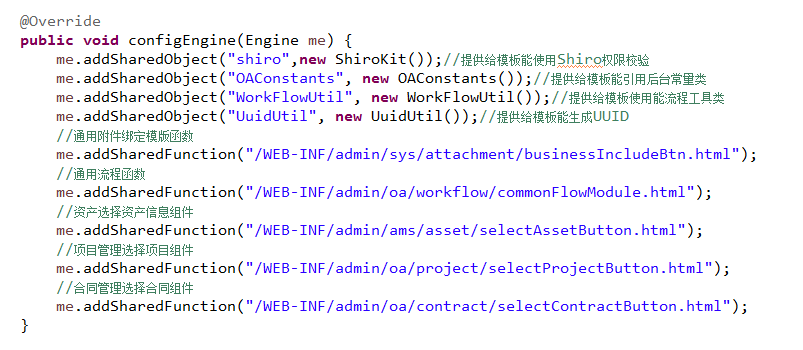 @Override
public void configEngine(Engine me) {
me.addSharedObject("shiro",new ShiroKit());//提供给模板能使用Shiro权限校验
me.addSharedObject("OAConstants", new OAConstants());//提供给模板能引用后台常量类
me.addSharedObject("WorkFlowUtil", new WorkFlowUtil());//提供给模板使用能流程工具类
me.addSharedObject("UuidUtil", new UuidUtil());//提供给模板能生成UUID
//通用附件绑定模版函数
me.addSharedFunction("/WEB-INF/admin/sys/attachment/businessIncludeBtn.html");
//通用流程函数
me.addSharedFunction("/WEB-INF/admin/oa/workflow/commonFlowModule.html");
//资产选择资产信息组件
me.addSharedFunction("/WEB-INF/admin/ams/asset/selectAssetButton.html");
//项目管理选择项目组件
me.addSharedFunction("/WEB-INF/admin/oa/project/selectProjectButton.html");
//合同管理选择合同组件
me.addSharedFunction("/WEB-INF/admin/oa/contract/selectContractButton.html");
}